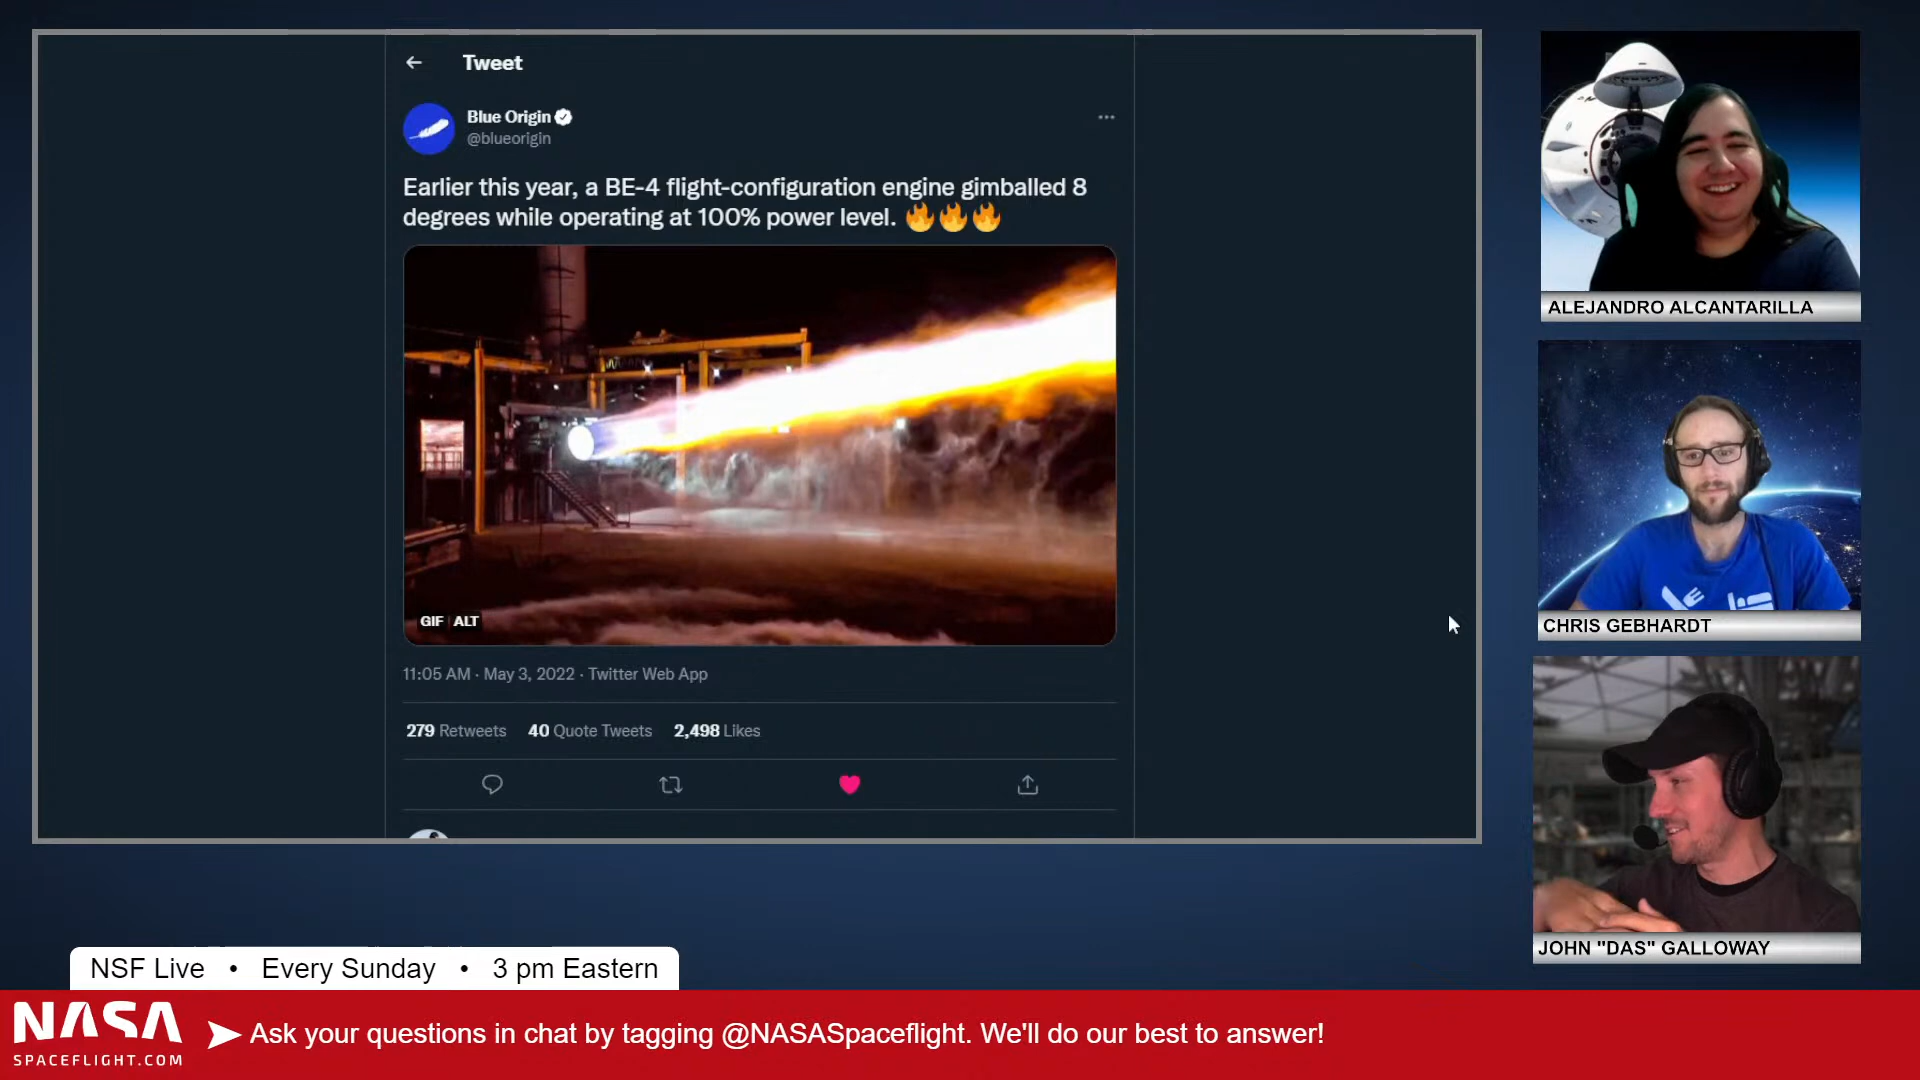 Tweet
Blue Origin
@blueorigin
Earlier this year, a BE-4 flight-configuration engine gimballed 8
degrees while operating at 100% power level. 🔥🔥🔥
GIF ALT
11:05 AM · May 3, 2022 · Twitter Web App
279 Retweets 40 Quote Tweets 2,498 Likes
ALEJANDRO ALCANTARILLA
CHRIS GEBHARDT
JOHN "DAS" GALLOWAY
NSF Live • Every Sunday • 3 pm Eastern
NASA
SPACEFLIGHT.COM
Ask your questions in chat by tagging @NASASpaceflight. We'll do our best to answer!